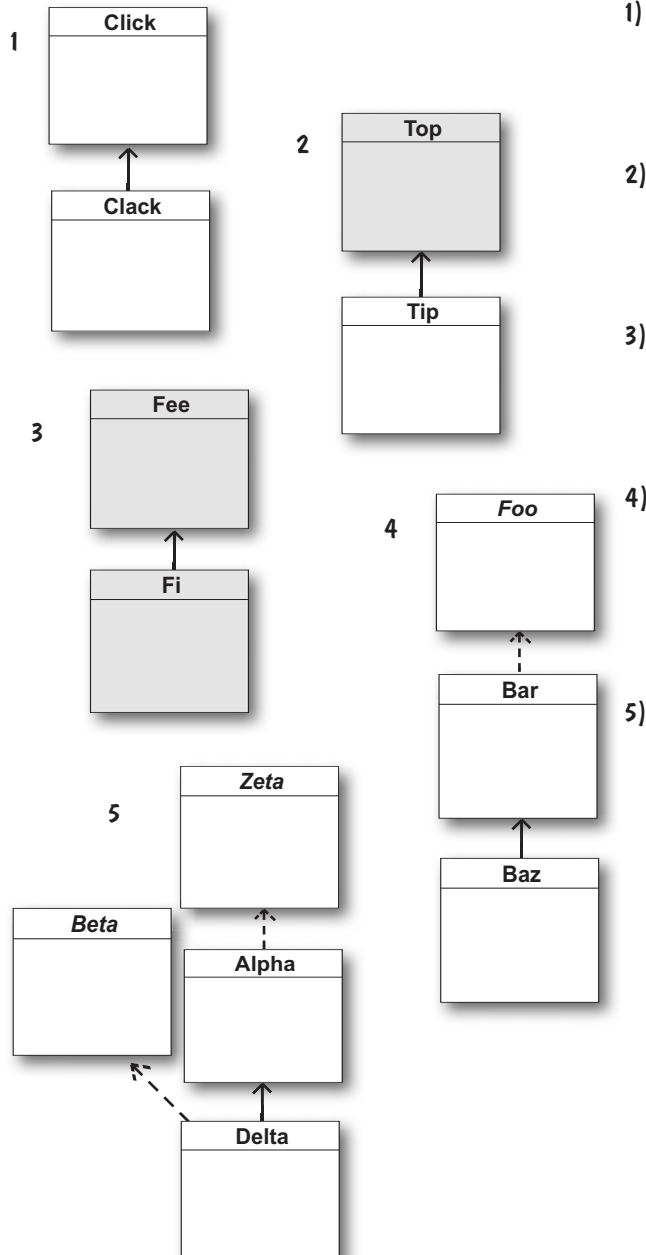 1
Click
Clack
2
Top
Tip
3
Fee
Fi
4
Foo
Bar
Baz
5
Zeta
Beta
Alpha
Delta
1)
2)
3)
4)
5)